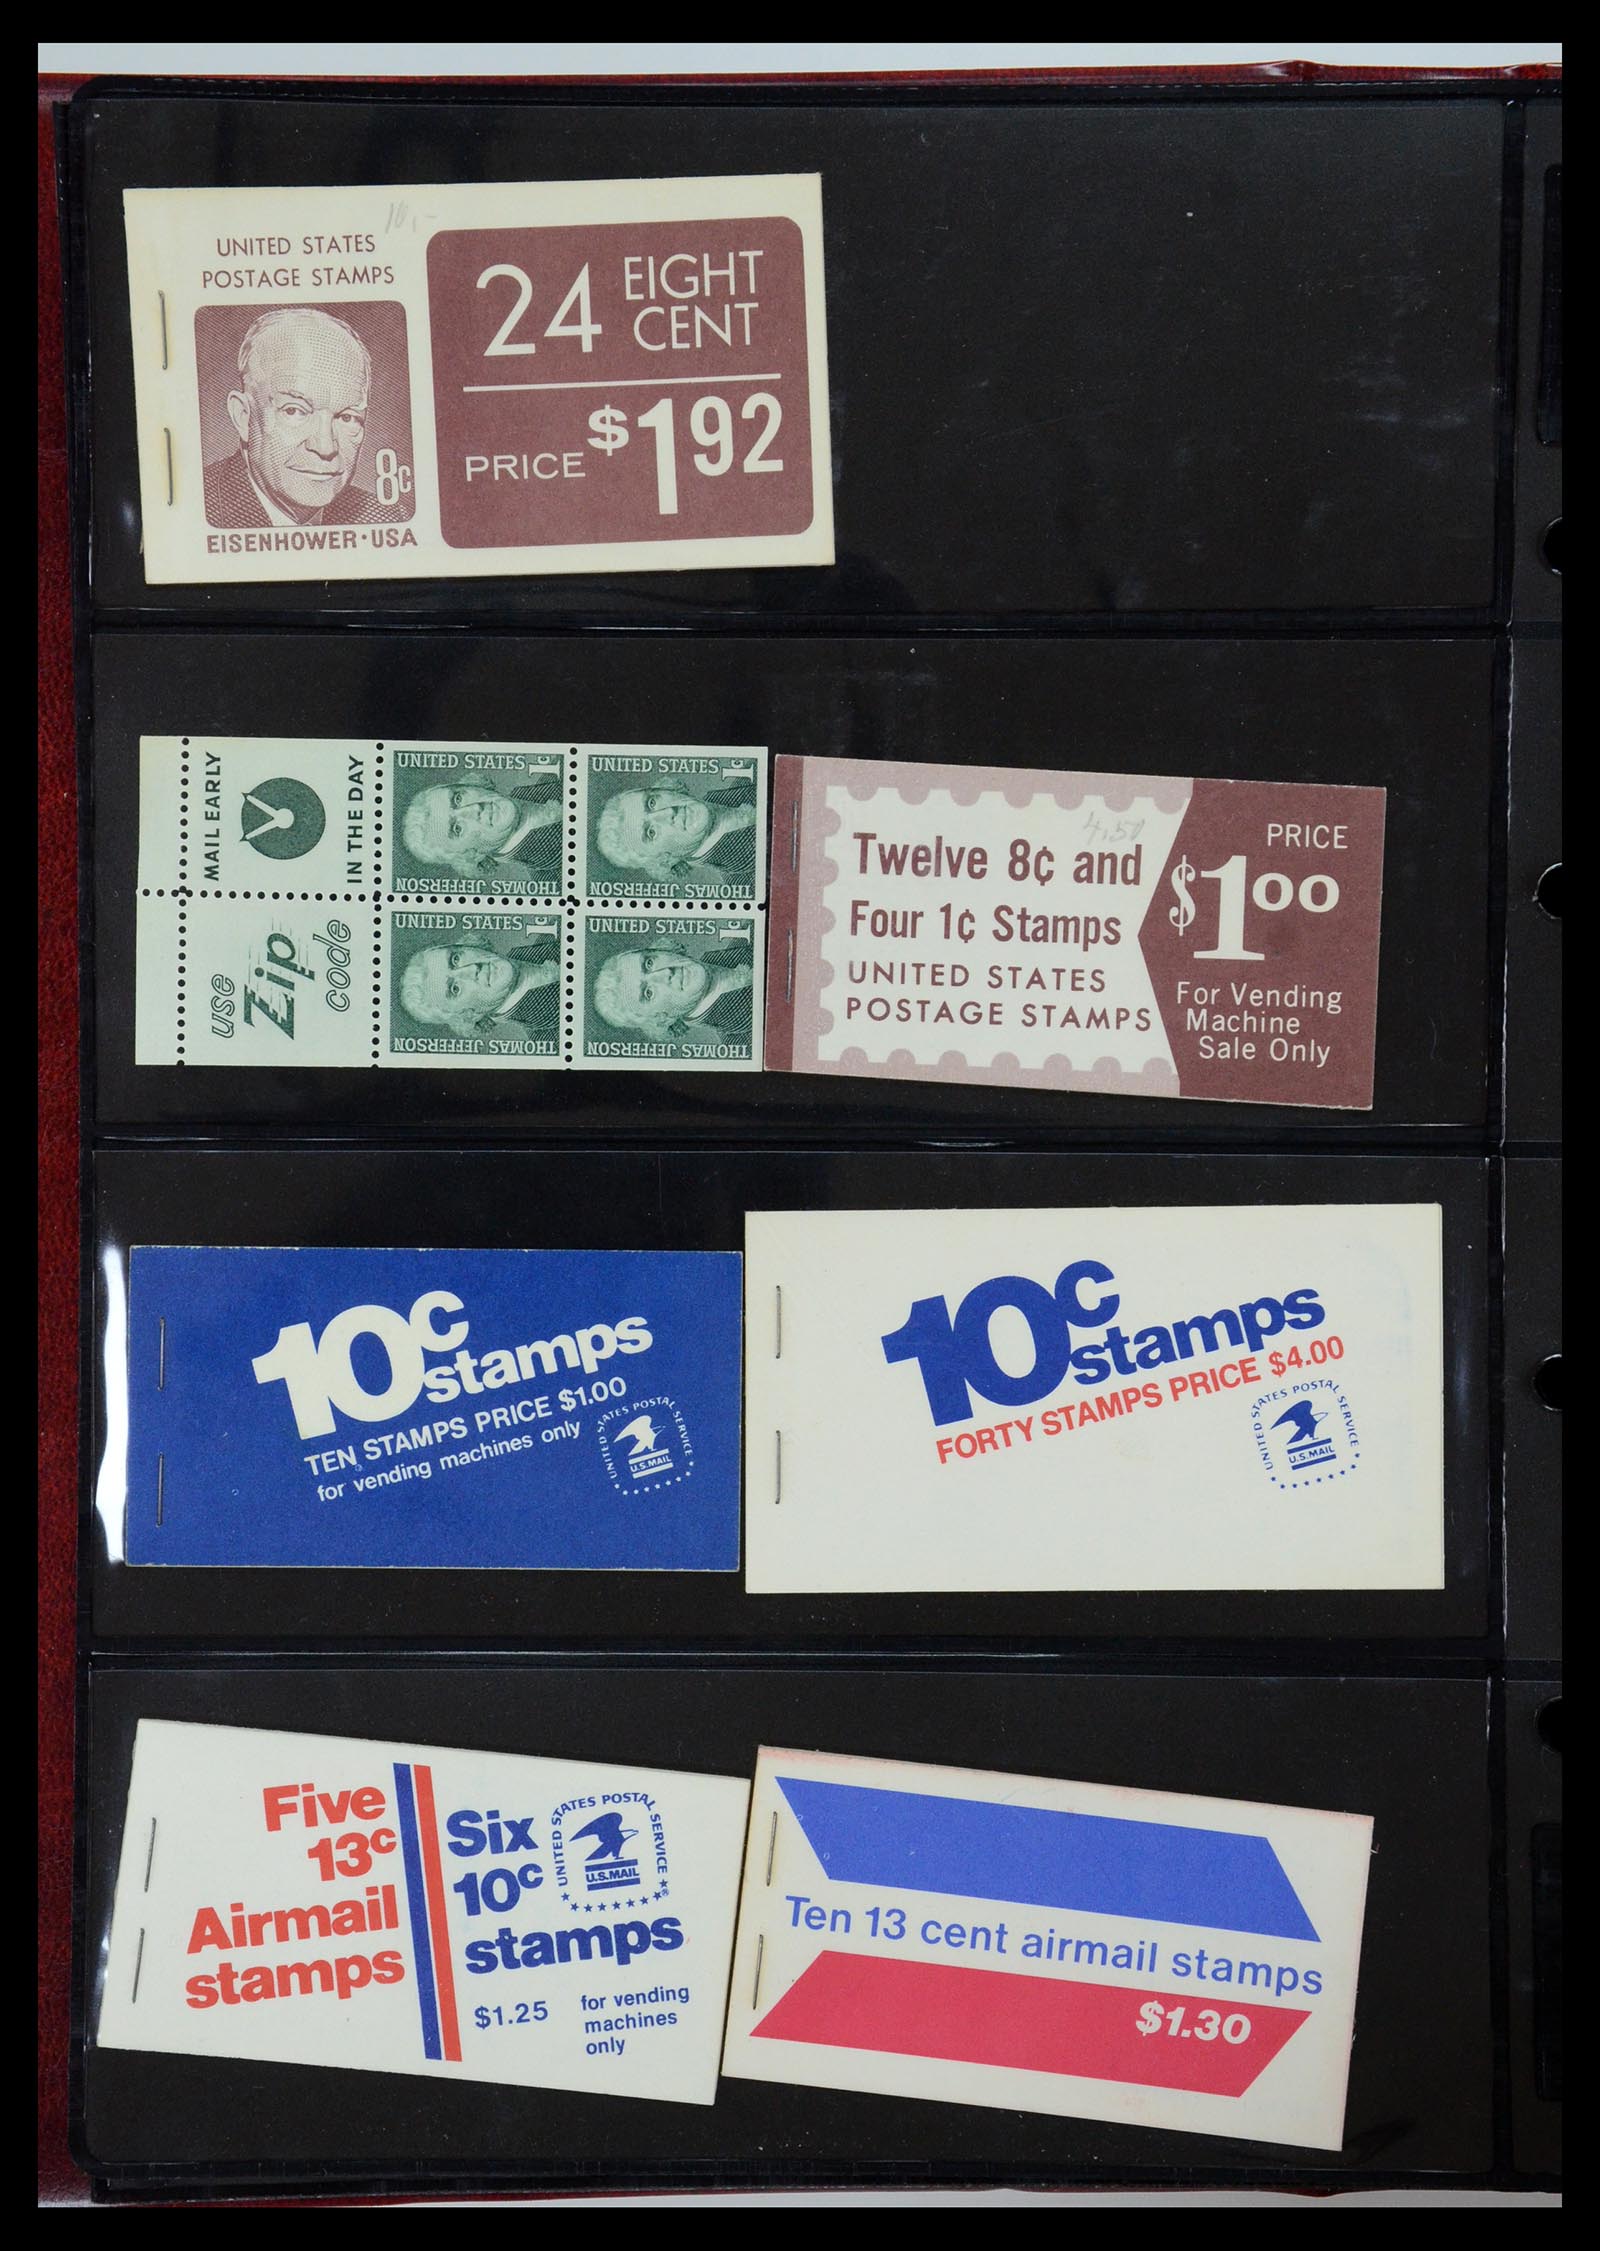 10,-
UNITED STATES
POSTAGE STAMPS
8c
EISENHOWER·USA
24 EIGHT
CENT
PRICE $192
MAIL EARLY
IN THE DAY
use
Zip
code
UNITED STATES 1c
THOMAS JEFFERSON
UNITED STATES 1c
THOMAS JEFFERSON
UNITED STATES 1c
THOMAS JEFFERSON
UNITED STATES 1c
THOMAS JEFFERSON
4,50
Twelve 8¢ and
Four 1¢ Stamps
UNITED STATES
POSTAGE STAMPS
PRICE
$100
For Vending
Machine
Sale Only
10c
stamps
TEN STAMPS PRICE $1.00
for vending machines only
UNITED STATES POSTAL SERVICE
U.S.MAIL
10c
stamps
FORTY STAMPS PRICE $4.00
UNITED STATES POSTAL SERVICE
U.S.MAIL
Five
13c
Airmail
stamps
Six
10c
stamps
$1.25
for vending
machines
only
UNITED STATES POSTAL SERVICE
U.S.MAIL
®
Ten 13 cent airmail stamps
$1.30